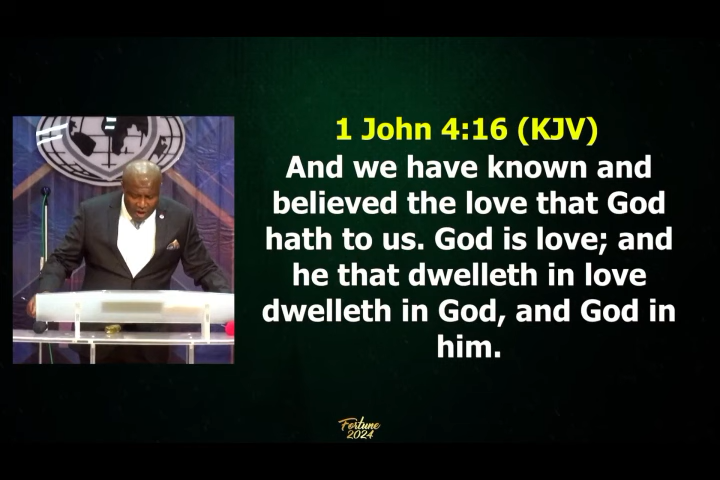 1 John 4:16 (KJV)
And we have known and
believed the love that God
hath to us. God is love; and
he that dwelleth in love
dwelleth in God, and God in
him.
Fortune
2024